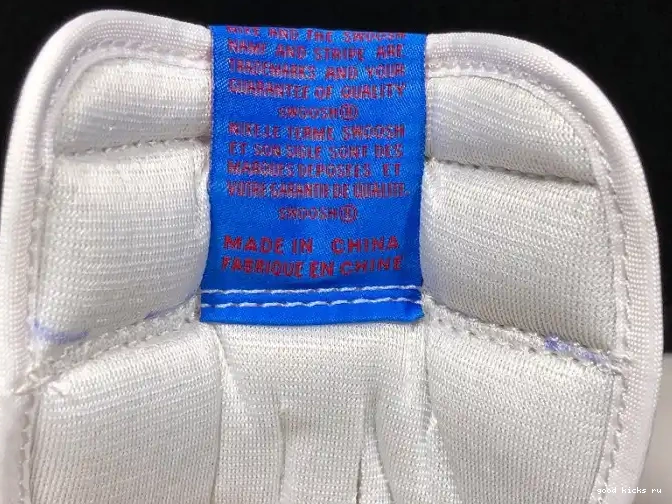 NIKE AND THE SWOOSH
NAME AND STRIPE ARE
TRADMARKS AND YOUR
GUARANTEE OF QUALITY
SWOOSH®
NIKE,LE TERME SWOOSH
ET SON SIGLE SONT DES
MARQUES DEPOSEES ET
VOTRE GARANTIE DE QUALITE
SWOOSH®
MADE IN CHINA
FABRIQUE EN CHINE
good kicks ru